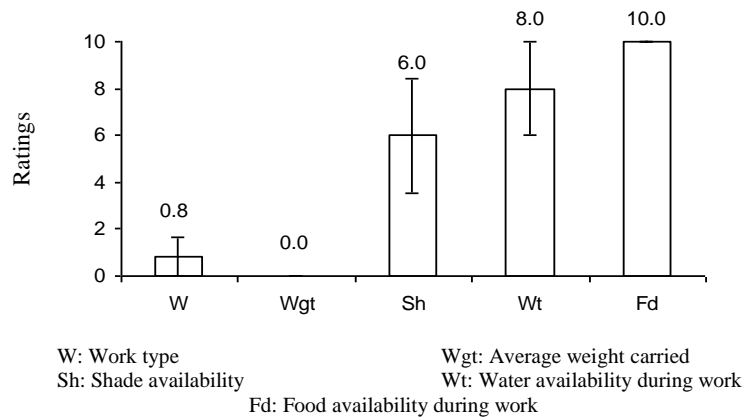 8.0 10.0
10
6.0
8
Ratings
6
4
0.8
2
0.0
0
W Wgt Sh Wt Fd
W: Work type Wgt: Average weight carried
Sh: Shade availability Wt: Water availability during work
Fd: Food availability during work